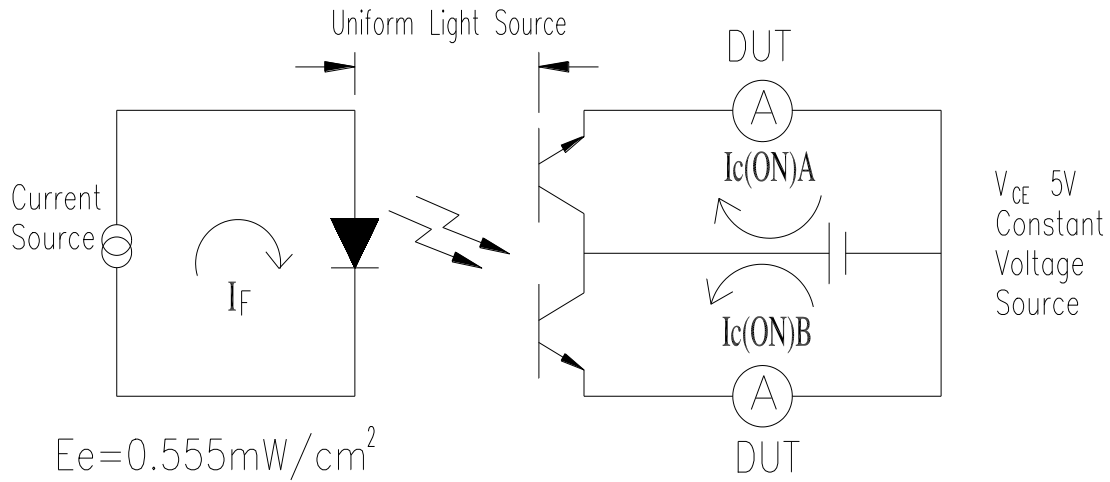 Uniform Light Source
DUT
A
Ic(ON)A
Current
Source
IF
VCE 5V
Constant
Voltage
Source
Ic(ON)B
A
DUT
Ee=0.555mW/cm²